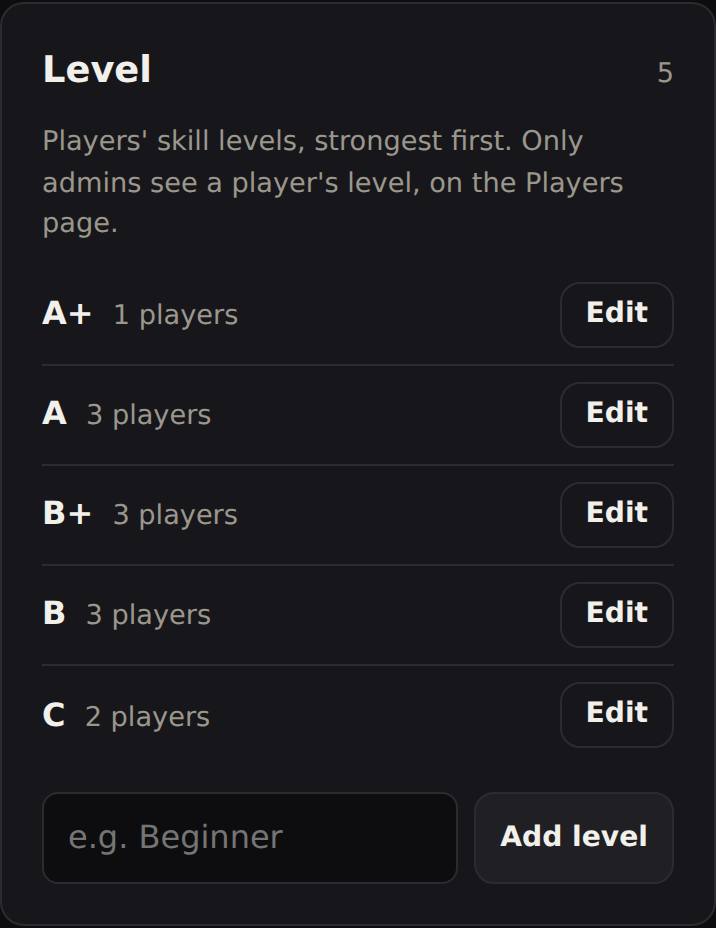 Level 5
Players' skill levels, strongest first. Only
admins see a player's level, on the Players
page.
A+ 1 players Edit
A 3 players Edit
B+ 3 players Edit
B 3 players Edit
C 2 players Edit
e.g. Beginner Add level